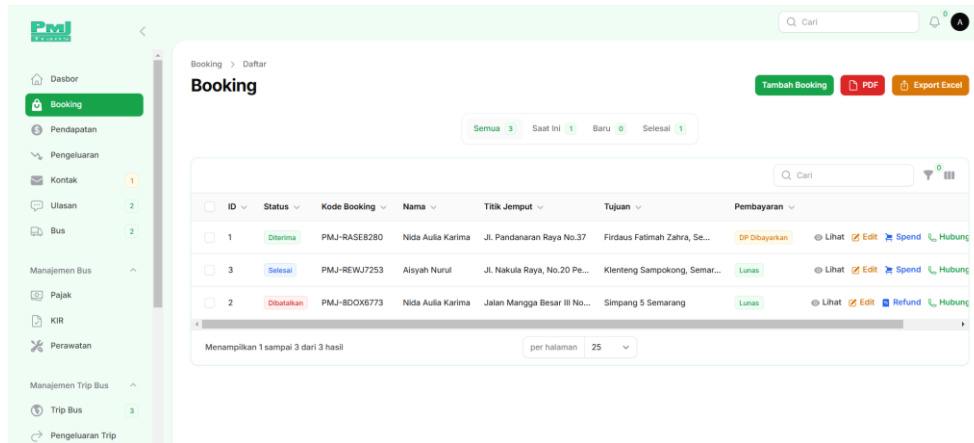 PMJ
Trans
Cari
0
A
Dasbor
Booking
Pendapatan
Pengeluaran
Kontak 1
Ulasan 2
Bus 2
Manajemen Bus
Pajak
KIR
Perawatan
Manajemen Trip Bus
Trip Bus 3
Pengeluaran Trip
Booking > Daftar
Booking
Tambah Booking PDF Export Excel
Semua 3 Saat Ini 1 Baru 0 Selesai 1
Cari 0
ID Status Kode Booking Nama Titik Jemput Tujuan Pembayaran
1 Diterima PMJ-RASE8280 Nida Aulia Karima Jl. Pandanaran Raya No.37 Firdaus Fatimah Zahra, Se... DP Dibayarkan Lihat Edit Spend Hubung
3 Selesai PMJ-REWJ7253 Aisyah Nurul Jl. Nakula Raya, No.20 Pe... Klenteng Sampokong, Semar... Lunas Lihat Edit Spend Hubung
2 Dibatalkan PMJ-8DOX6773 Nida Aulia Karima Jalan Mangga Besar III No... Simpang 5 Semarang Lunas Lihat Edit Refund Hubung
Menampilkan 1 sampai 3 dari 3 hasil per halaman 25